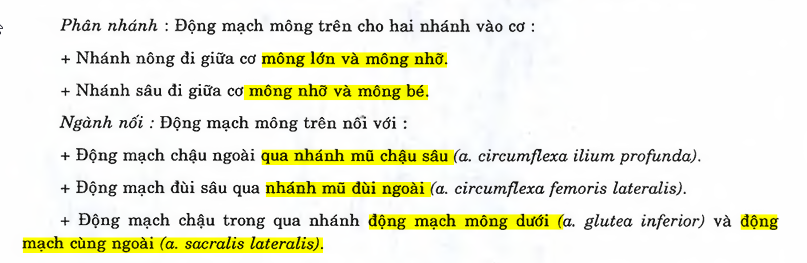 Phân nhánh : Động mạch mông trên cho hai nhánh vào cơ :
+ Nhánh nông đi giữa cơ mông lớn và mông nhỡ.
+ Nhánh sâu đi giữa cơ mông nhỡ và mông bé.
Ngành nối : Động mạch mông trên nối với :
+ Động mạch chậu ngoài qua nhánh mũ chậu sâu (a. circumflexa ilium profunda).
+ Động mạch đùi sâu qua nhánh mũ đùi ngoài (a. circumflexa femoris lateralis).
+ Động mạch chậu trong qua nhánh động mạch mông dưới (a. glutea inferior) và động
mạch cùng ngoài (a. sacralis lateralis).